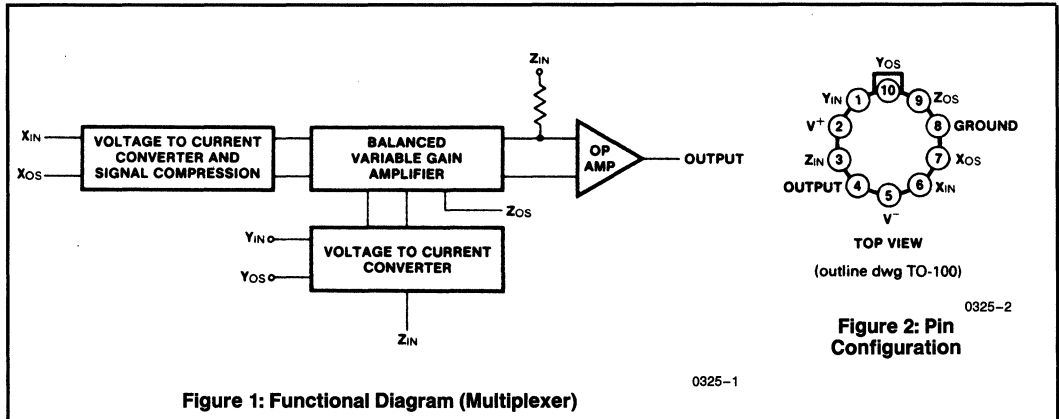 ZIN
XIN
XOS
VOLTAGE TO CURRENT
CONVERTER AND
SIGNAL COMPRESSION
BALANCED
VARIABLE GAIN
AMPLIFIER
OP
AMP
OUTPUT
ZOS
YIN
YOS
VOLTAGE TO CURRENT
CONVERTER
ZIN
0325-1
Figure 1: Functional Diagram (Multiplexer)
YOS
YIN 1 10 9 ZOS
V+ 2 8 GROUND
ZIN 3 7 XOS
OUTPUT 4 5 6 XIN
V-
TOP VIEW
(outline dwg TO-100)
0325-2
Figure 2: Pin
Configuration